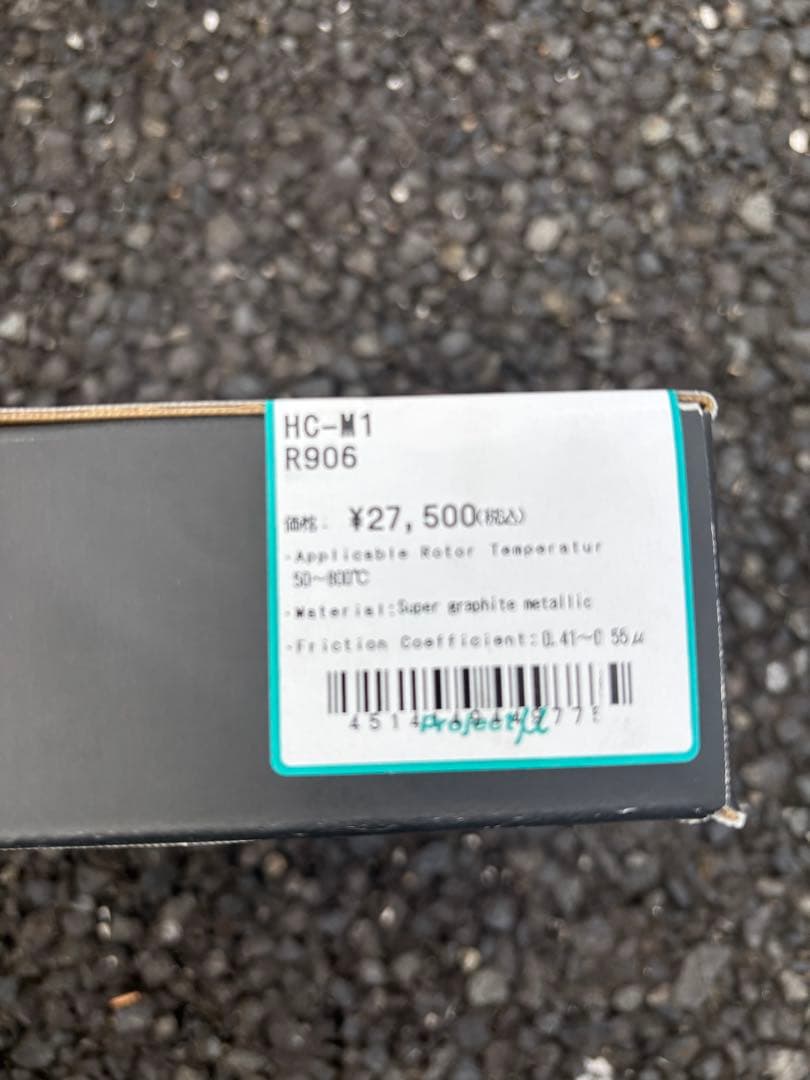 HC-M1
R906
価格: ¥27,500(税込)
·Applicable Rotor Temperatur
50~800℃
·Material:Super graphite metallic
·Friction Coefficient:0.41~0 55μ
Project μ